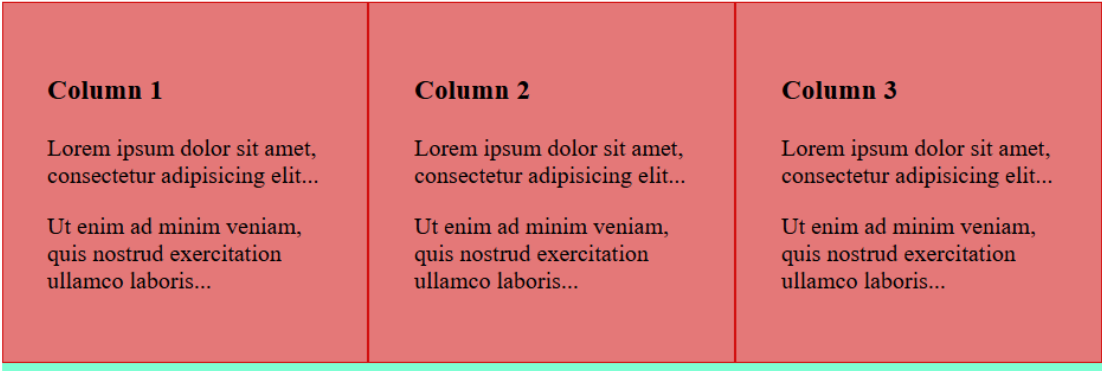 Column 1
Lorem ipsum dolor sit amet,
consectetur adipisicing elit...
Ut enim ad minim veniam,
quis nostrud exercitation
ullamco laboris...
Column 2
Lorem ipsum dolor sit amet,
consectetur adipisicing elit...
Ut enim ad minim veniam,
quis nostrud exercitation
ullamco laboris...
Column 3
Lorem ipsum dolor sit amet,
consectetur adipisicing elit...
Ut enim ad minim veniam,
quis nostrud exercitation
ullamco laboris...